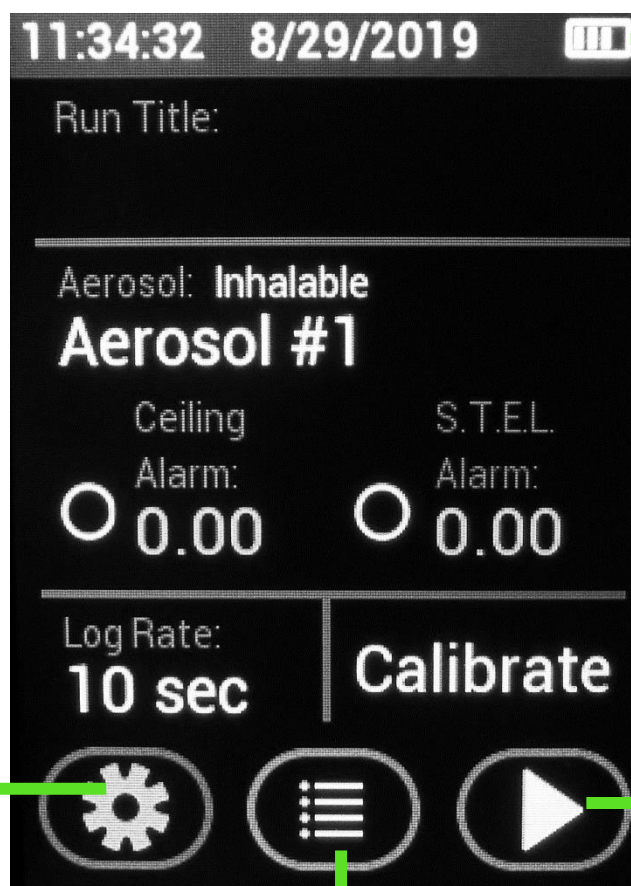 11:34:32 8/29/2019
Run Title:
Aerosol: Inhalable
Aerosol #1
Ceiling S.T.E.L.
Alarm: Alarm:
0.00 0.00
Log Rate:
10 sec
Calibrate